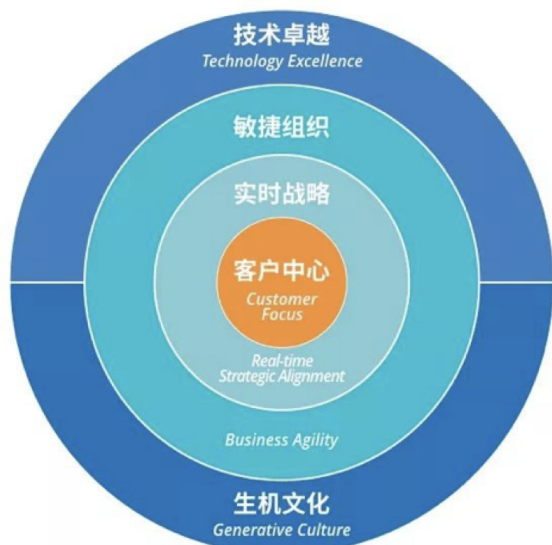 技术卓越
Technology Excellence
敏捷组织
实时战略
客户中心
Customer
Focus
Real-time
Strategic Alignment
Business Agility
生机文化
Generative Culture